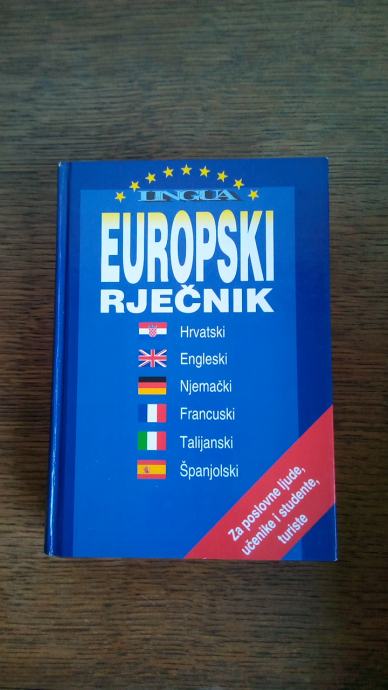 LINGUA
EUROPSKI
RJEČNIK
Hrvatski
Engleski
Njemački
Francuski
Talijanski
Španjolski
Za poslovne ljude,
učenike i studente,
turiste